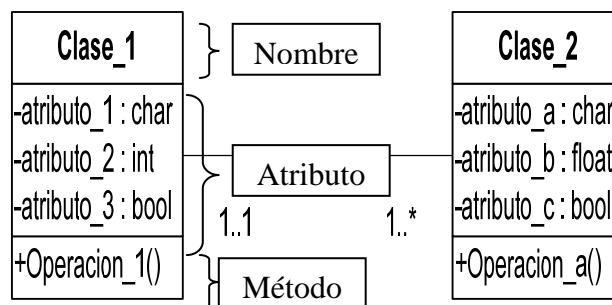 Clase_1
-atributo_1 : char
-atributo_2 : int
-atributo_3 : bool
+Operacion_1()
Nombre
Atributo
1..1
1..*
Método
Clase_2
-atributo_a : char
-atributo_b : float
-atributo_c : bool
+Operacion_a()